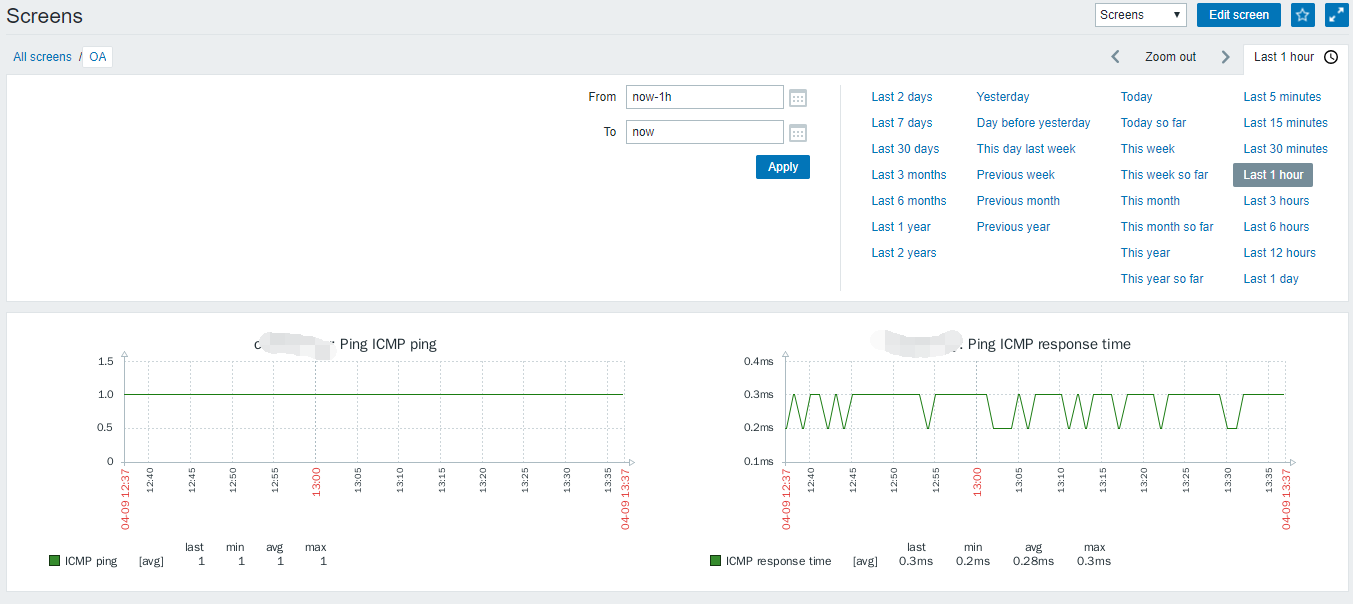 Screens
Screens
Edit screen
All screens / OA
Zoom out
Last 1 hour
From now-1h
To now
Apply
Last 2 days Yesterday Today Last 5 minutes
Last 7 days Day before yesterday Today so far Last 15 minutes
Last 30 days This day last week This week Last 30 minutes
Last 3 months Previous week This week so far Last 1 hour
Last 6 months Previous month This month Last 3 hours
Last 1 year Previous year This month so far Last 6 hours
Last 2 years This year Last 12 hours
This year so far Last 1 day
: Ping ICMP ping
1.5
1.0
0.5
0
04-09 12:37 12:40 12:45 12:50 12:55 13:00 13:05 13:10 13:15 13:20 13:25 13:30 13:35 04-09 13:37
last min avg max
ICMP ping [avg] 1 1 1 1
: Ping ICMP response time
0.4ms
0.3ms
0.2ms
0.1ms
04-09 12:37 12:40 12:45 12:50 12:55 13:00 13:05 13:10 13:15 13:20 13:25 13:30 13:35 04-09 13:37
last min avg max
ICMP response time [avg] 0.3ms 0.2ms 0.28ms 0.3ms